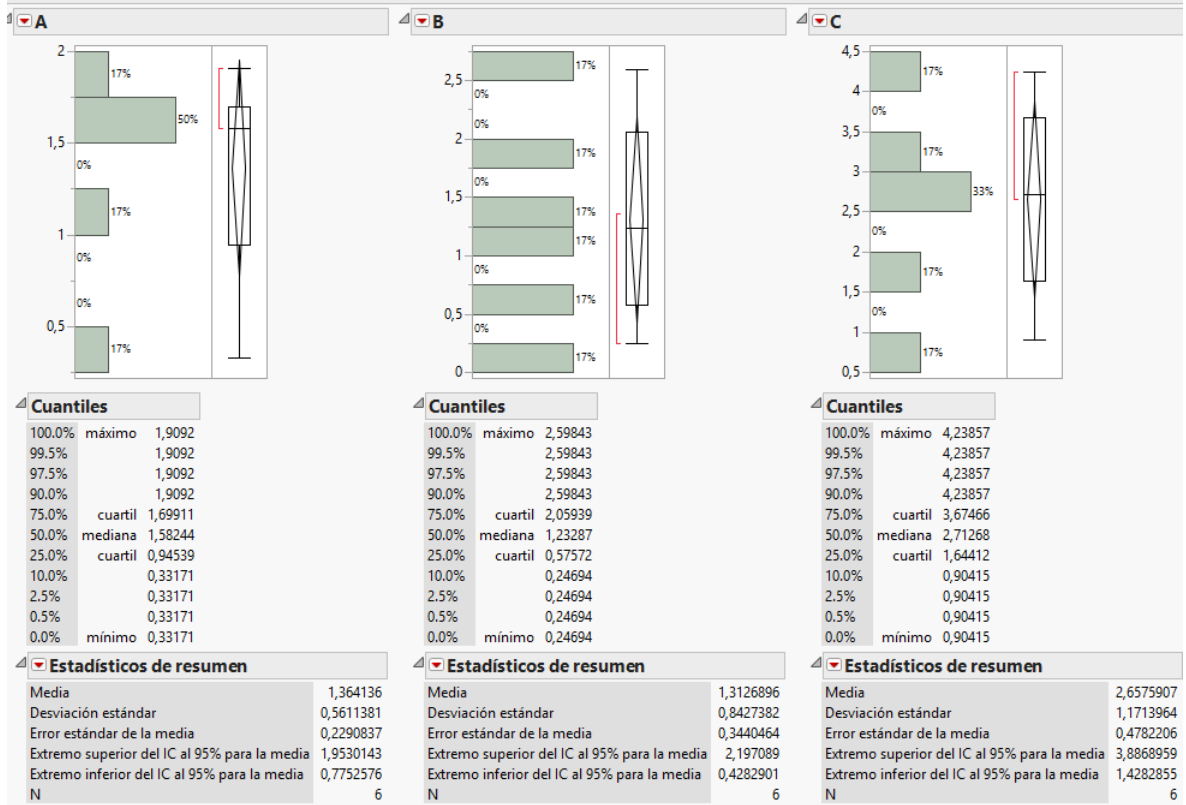 A
2
1,5
1
0,5
17%
50%
0%
17%
0%
0%
17%
Cuantiles
100.0% máximo 1,9092
99.5% 1,9092
97.5% 1,9092
90.0% 1,9092
75.0% cuartil 1,69911
50.0% mediana 1,58244
25.0% cuartil 0,94539
10.0% 0,33171
2.5% 0,33171
0.5% 0,33171
0.0% mínimo 0,33171
Estadísticos de resumen
Media 1,364136
Desviación estándar 0,5611381
Error estándar de la media 0,2290837
Extremo superior del IC al 95% para la media 1,9530143
Extremo inferior del IC al 95% para la media 0,7752576
N 6
B
2,5
2
1,5
1
0,5
0
17%
0%
0%
17%
0%
17%
17%
0%
17%
0%
17%
Cuantiles
100.0% máximo 2,59843
99.5% 2,59843
97.5% 2,59843
90.0% 2,59843
75.0% cuartil 2,05939
50.0% mediana 1,23287
25.0% cuartil 0,57572
10.0% 0,24694
2.5% 0,24694
0.5% 0,24694
0.0% mínimo 0,24694
Estadísticos de resumen
Media 1,3126896
Desviación estándar 0,8427382
Error estándar de la media 0,3440464
Extremo superior del IC al 95% para la media 2,197089
Extremo inferior del IC al 95% para la media 0,4282901
N 6
C
4,5
4
3,5
3
2,5
2
1,5
1
0,5
17%
0%
17%
33%
0%
17%
0%
17%
Cuantiles
100.0% máximo 4,23857
99.5% 4,23857
97.5% 4,23857
90.0% 4,23857
75.0% cuartil 3,67466
50.0% mediana 2,71268
25.0% cuartil 1,64412
10.0% 0,90415
2.5% 0,90415
0.5% 0,90415
0.0% mínimo 0,90415
Estadísticos de resumen
Media 2,6575907
Desviación estándar 1,1713964
Error estándar de la media 0,4782206
Extremo superior del IC al 95% para la media 3,8868959
Extremo inferior del IC al 95% para la media 1,4282855
N 6